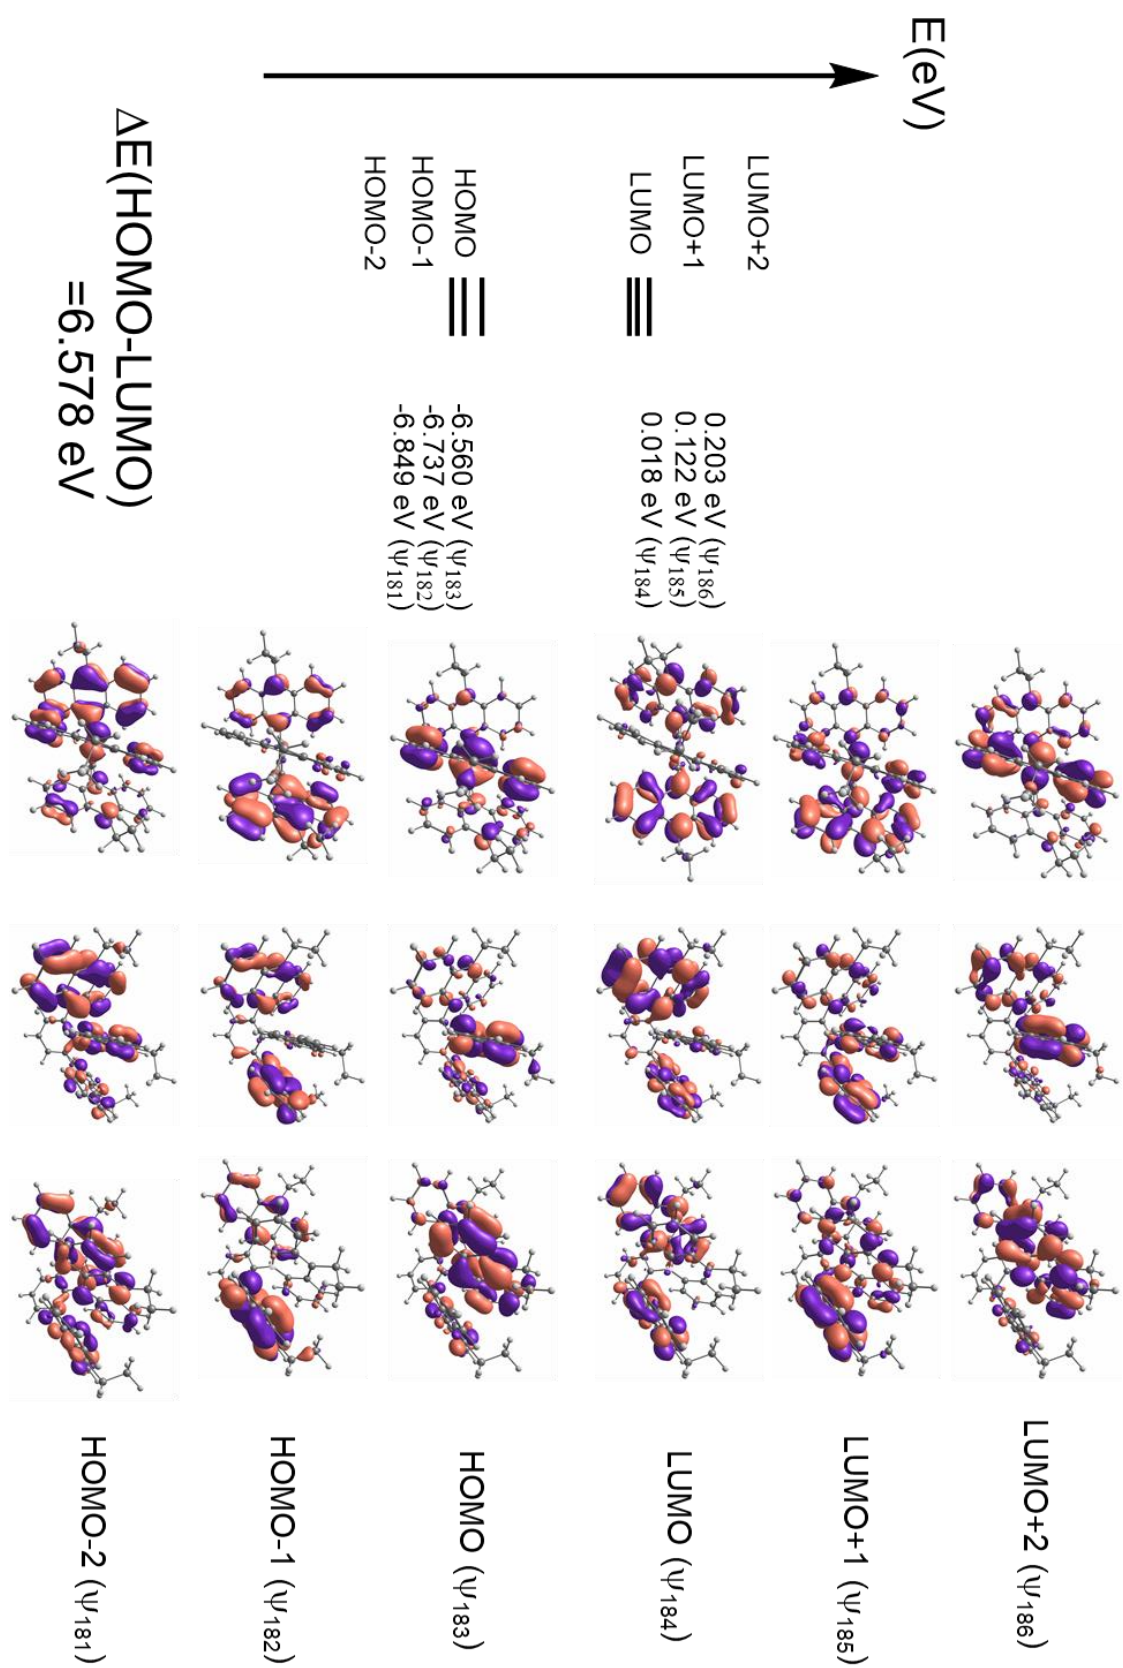 E(eV)
LUMO+2
LUMO+1
LUMO
HOMO
HOMO-1
HOMO-2
0.203 eV (ψ186)
0.122 eV (ψ185)
0.018 eV (ψ184)
-6.560 eV (ψ183)
-6.737 eV (ψ182)
-6.849 eV (ψ181)
ΔE(HOMO-LUMO)
=6.578 eV
LUMO+2 (ψ186)
LUMO+1 (ψ185)
LUMO (ψ184)
HOMO (ψ183)
HOMO-1 (ψ182)
HOMO-2 (ψ181)